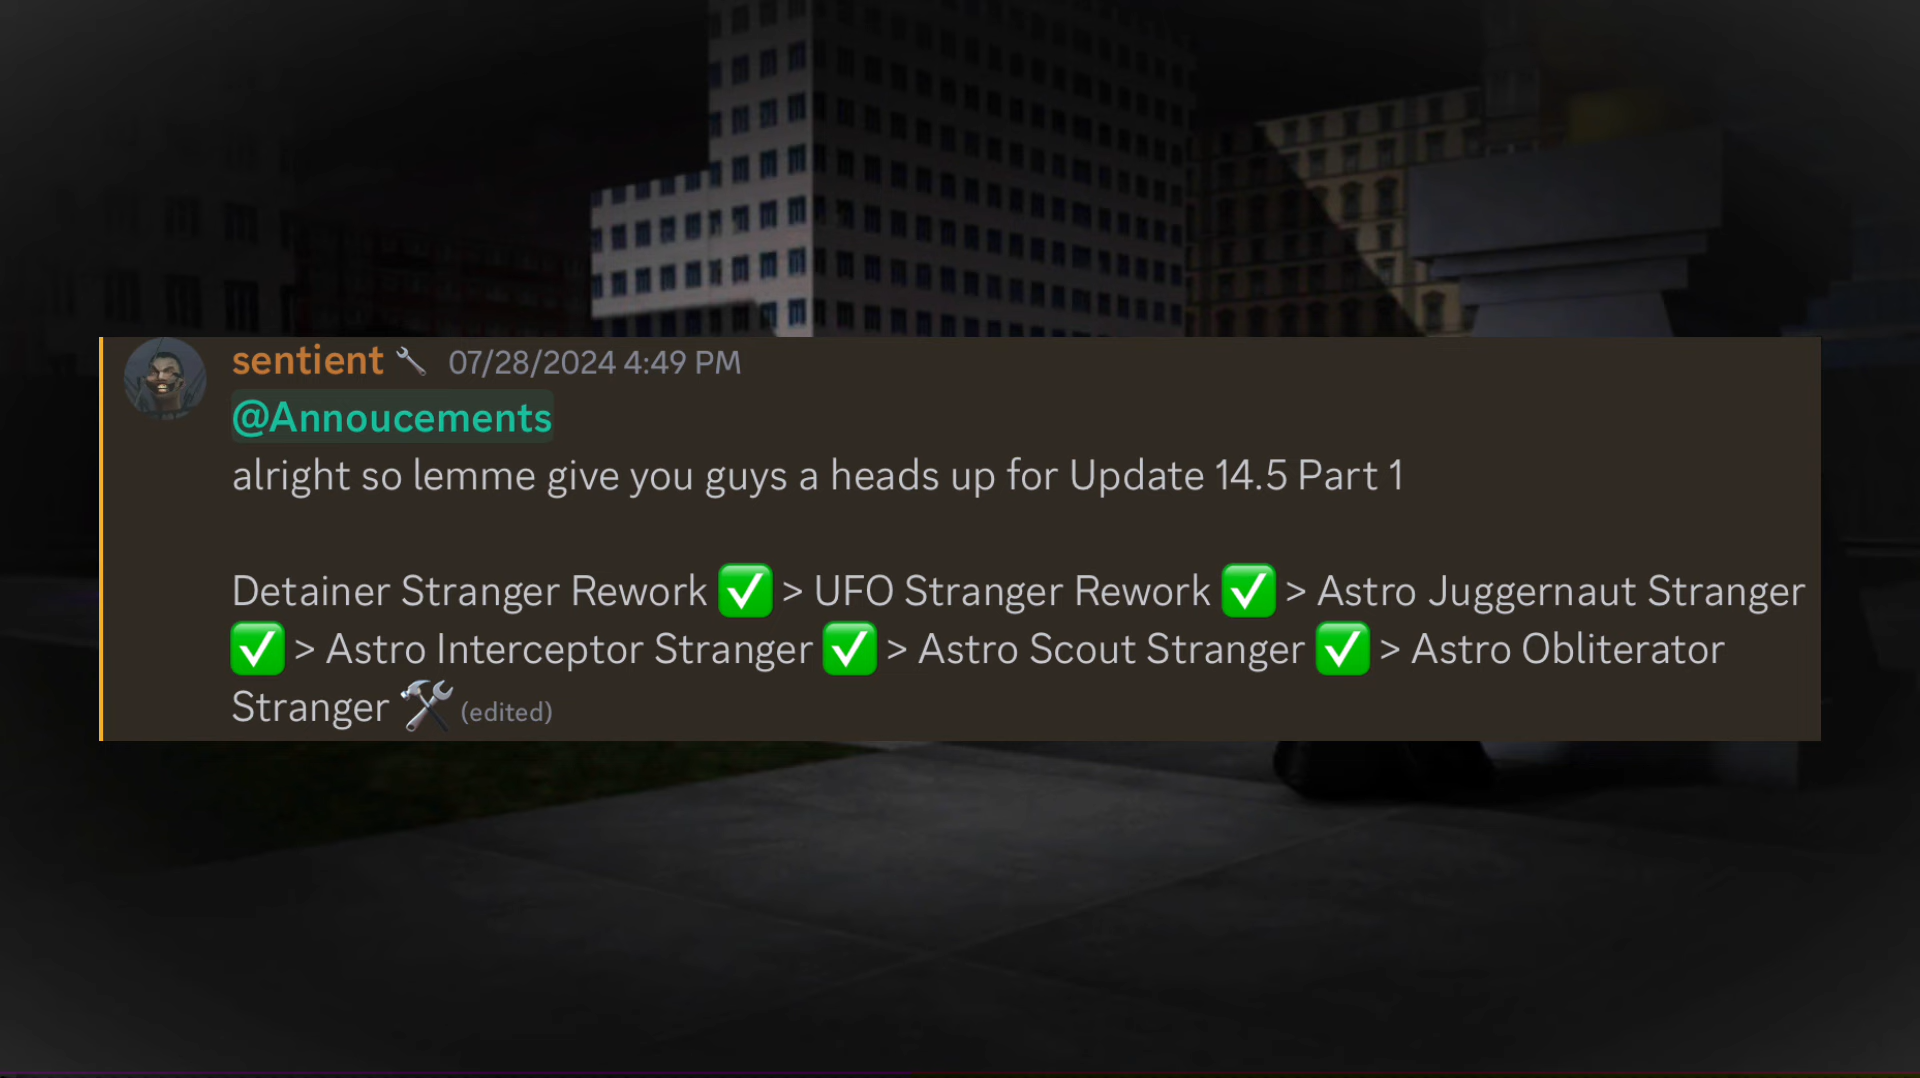 sentient 🔧 07/28/2024 4:49 PM
@Annoucements
alright so lemme give you guys a heads up for Update 14.5 Part 1
Detainer Stranger Rework ✅ > UFO Stranger Rework ✅ > Astro Juggernaut Stranger
✅ > Astro Interceptor Stranger ✅ > Astro Scout Stranger ✅ > Astro Obliterator
Stranger 🛠 (edited)